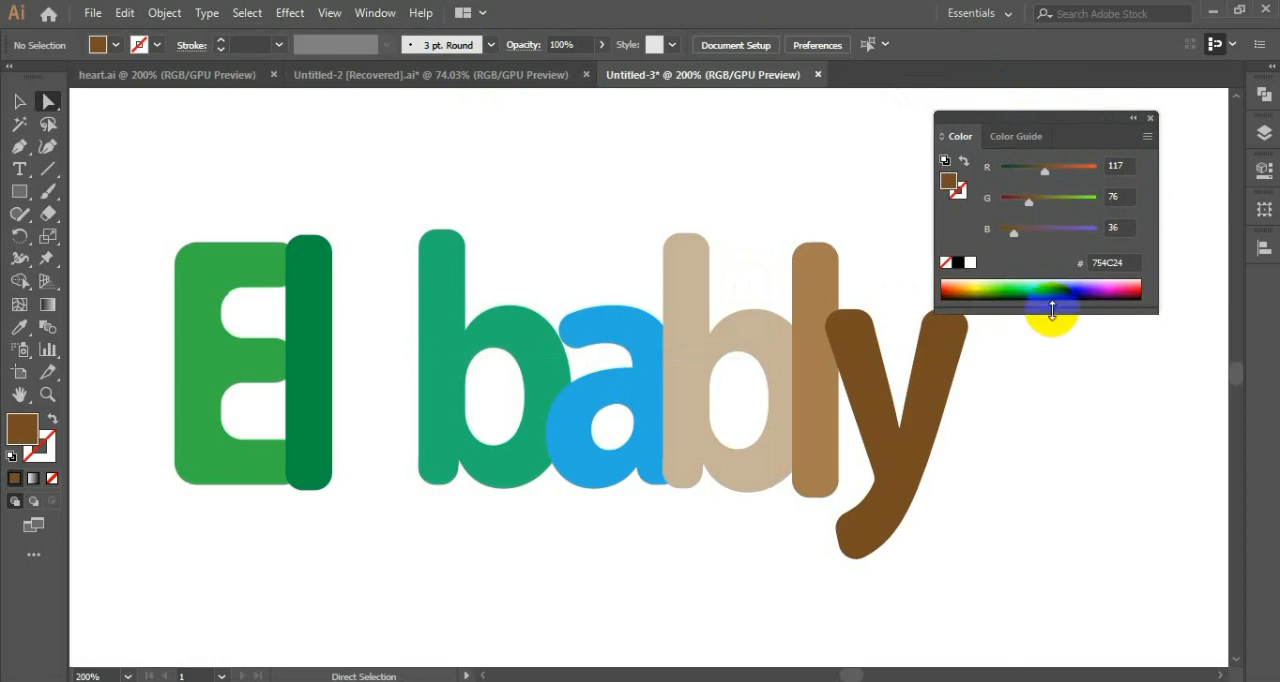 Ai File Edit Object Type Select Effect View Window Help Essentials Search Adobe Stock
No Selection Stroke: 3 pt. Round Opacity: 100% Style: Document Setup Preferences
heart.ai @ 200% (RGB/GPU Preview) Untitled-2 [Recovered].ai* @ 74.03% (RGB/GPU Preview) Untitled-3* @ 200% (RGB/GPU Preview)
Color Color Guide
R 117
G 76
B 36
# 754C24
El bably
200% 1 Direct Selection